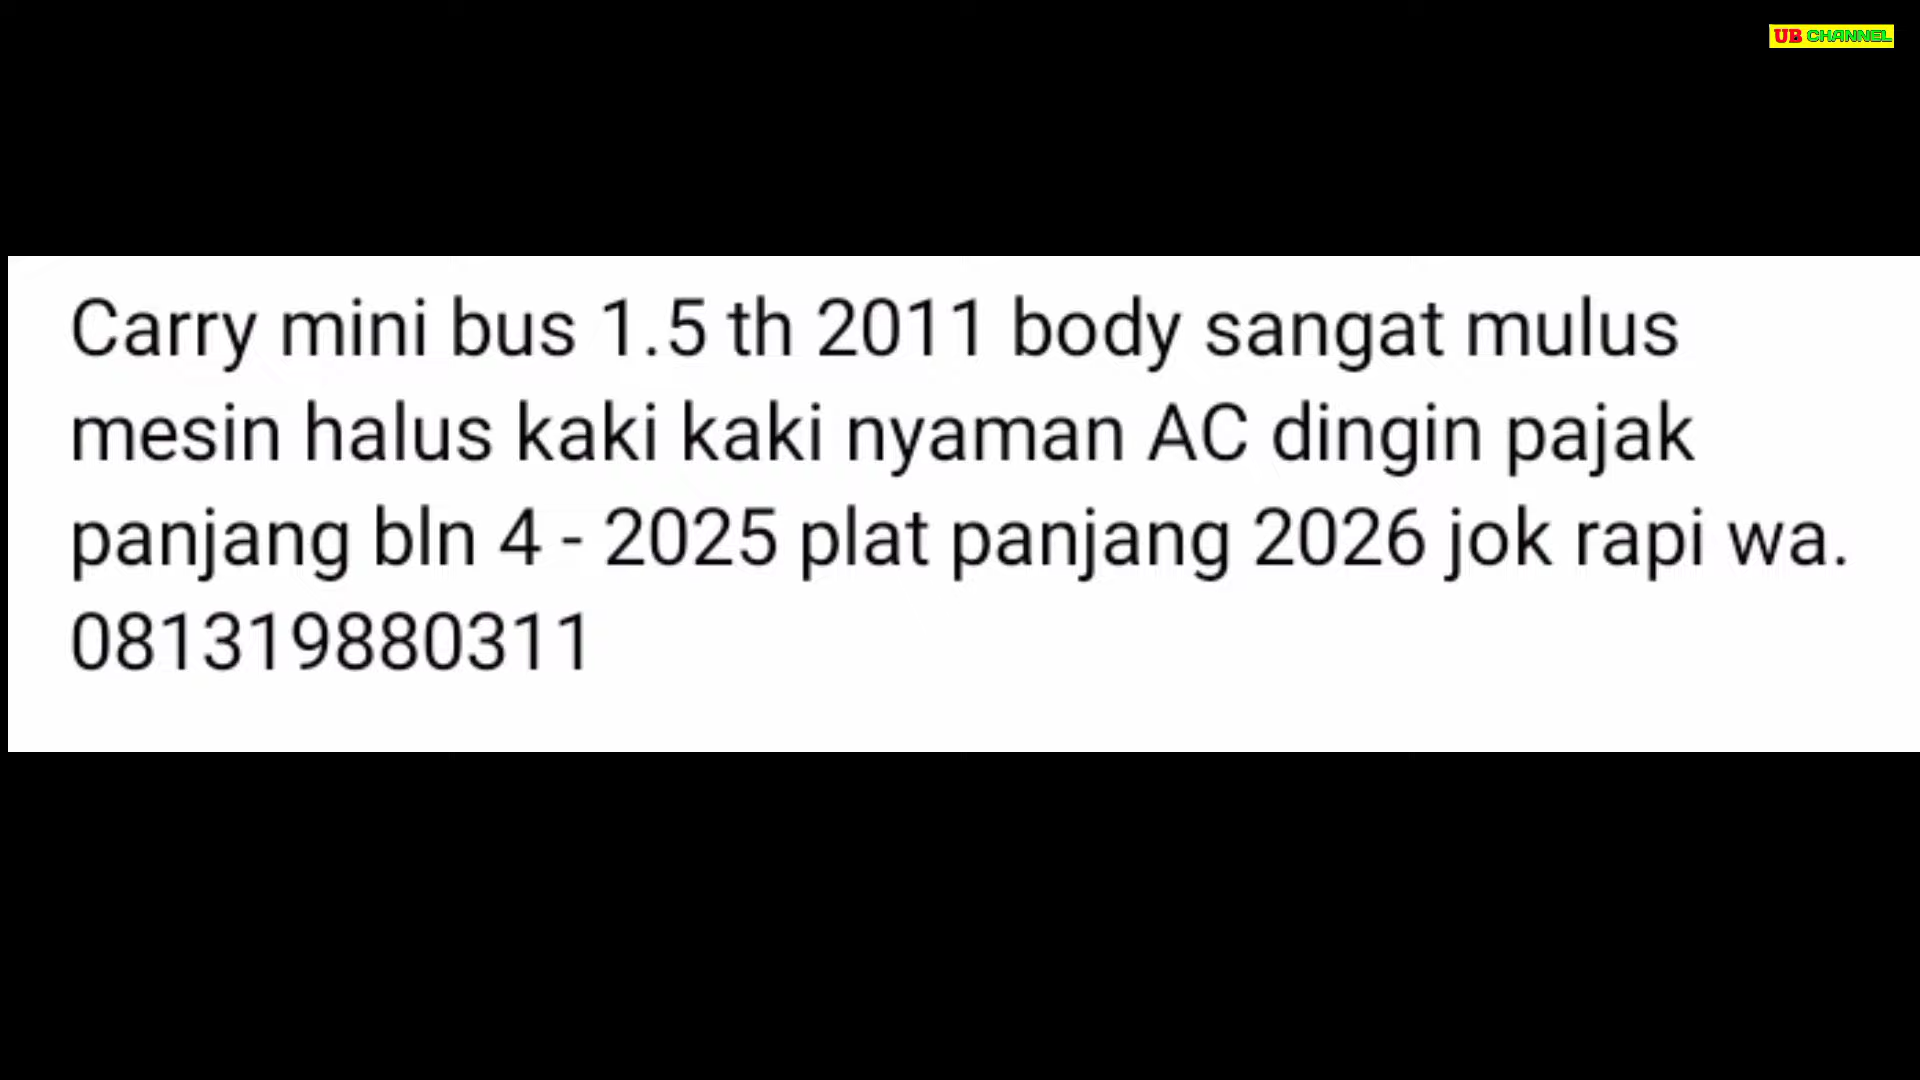 UB CHANNEL
Carry mini bus 1.5 th 2011 body sangat mulus
mesin halus kaki kaki nyaman AC dingin pajak
panjang bln 4 - 2025 plat panjang 2026 jok rapi wa.
081319880311